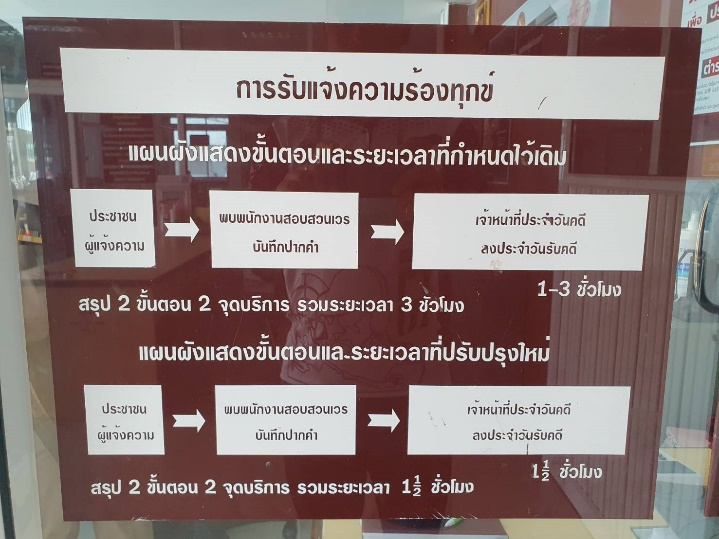 การรับแจ้งความร้องทุกข์
แผนผังแสดงขั้นตอนและระยะเวลาที่กำหนดไว้เดิม
ประชาชน
ผู้แจ้งความ
พบพนักงานสอบสวนเวร
บันทึกปากคำ
เจ้าหน้าที่ประจำวันคดี
ลงประจำวันรับคดี
1-3 ชั่วโมง
สรุป 2 ขั้นตอน 2 จุดบริการ รวมระยะเวลา 3 ชั่วโมง
แผนผังแสดงขั้นตอนและระยะเวลาที่ปรับปรุงใหม่
ประชาชน
ผู้แจ้งความ
พบพนักงานสอบสวนเวร
บันทึกปากคำ
เจ้าหน้าที่ประจำวันคดี
ลงประจำวันรับคดี
1½ ชั่วโมง
สรุป 2 ขั้นตอน 2 จุดบริการ รวมระยะเวลา 1½ ชั่วโมง
เพื่อ